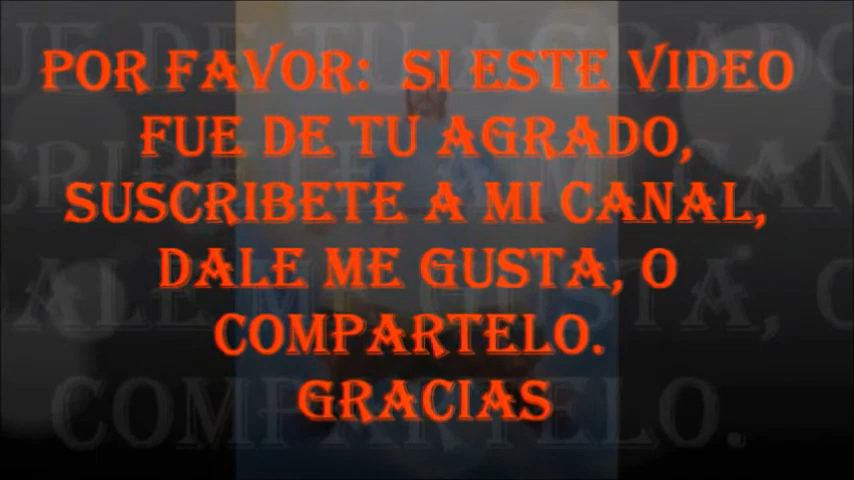 POR FAVOR: SI ESTE VIDEO
FUE DE TU AGRADO,
SUSCRIBETE A MI CANAL,
DALE ME GUSTA, O
COMPARTELO.
GRACIAS